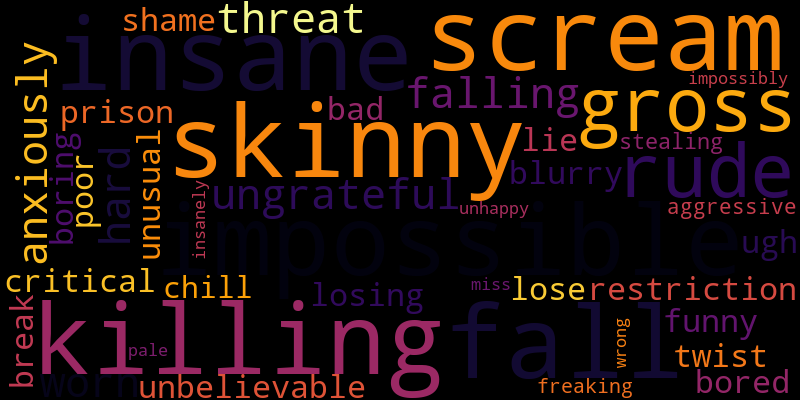 shame
threat
scream
insane
impossibly
falling
gross
bad
prison
skinny
lie
stealing
anxiously
boring
poor
hard
unusual
insanely
ungrateful
blurry
rude
unhappy
aggressive
impossible
ugh
critical
chill
losing
miss
lose
restriction
break
killing
fall
funny
wrong
pale
twist
worn
unbelievable
freaking
bored